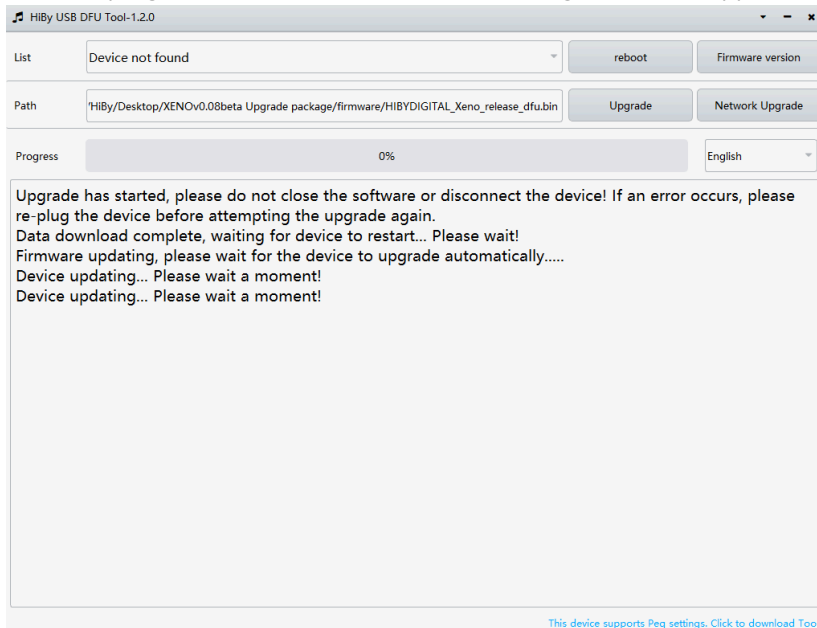 HiBy USB DFU Tool-1.2.0
List Device not found reboot Firmware version
Path 'HiBy/Desktop/XENOv0.08beta Upgrade package/firmware/HIBYDIGITAL_Xeno_release_dfu.bin Upgrade Network Upgrade
Progress 0% English
Upgrade has started, please do not close the software or disconnect the device! If an error occurs, please
re-plug the device before attempting the upgrade again.
Data download complete, waiting for device to restart... Please wait!
Firmware updating, please wait for the device to upgrade automatically.....
Device updating... Please wait a moment!
Device updating... Please wait a moment!
This device supports Peq settings. Click to download Too